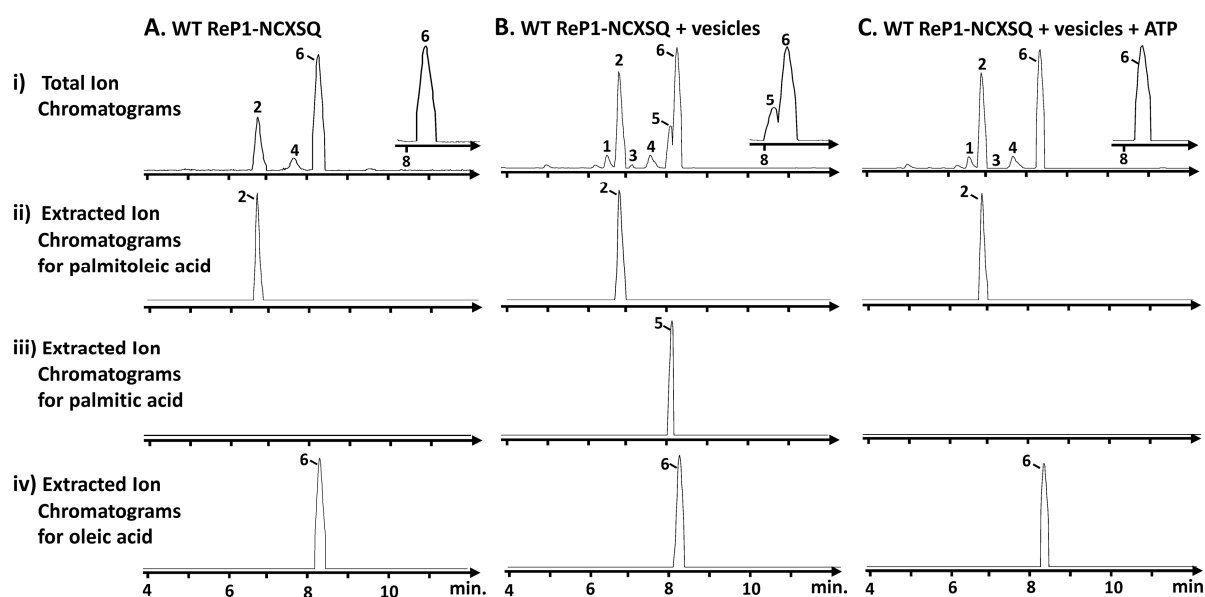 A. WT ReP1-NCXSQ
B. WT ReP1-NCXSQ + vesicles
C. WT ReP1-NCXSQ + vesicles + ATP
i) Total Ion
Chromatograms
2
4
6
6
8
1
2
3
4
5
6
5
6
8
1
2
3
4
6
6
8
ii) Extracted Ion
Chromatograms
for palmitoleic acid
2
2
2
iii) Extracted Ion
Chromatograms
for palmitic acid
5
iv) Extracted Ion
Chromatograms
for oleic acid
6
6
6
4 6 8 10 min.
4 6 8 10 min.
4 6 8 10 min